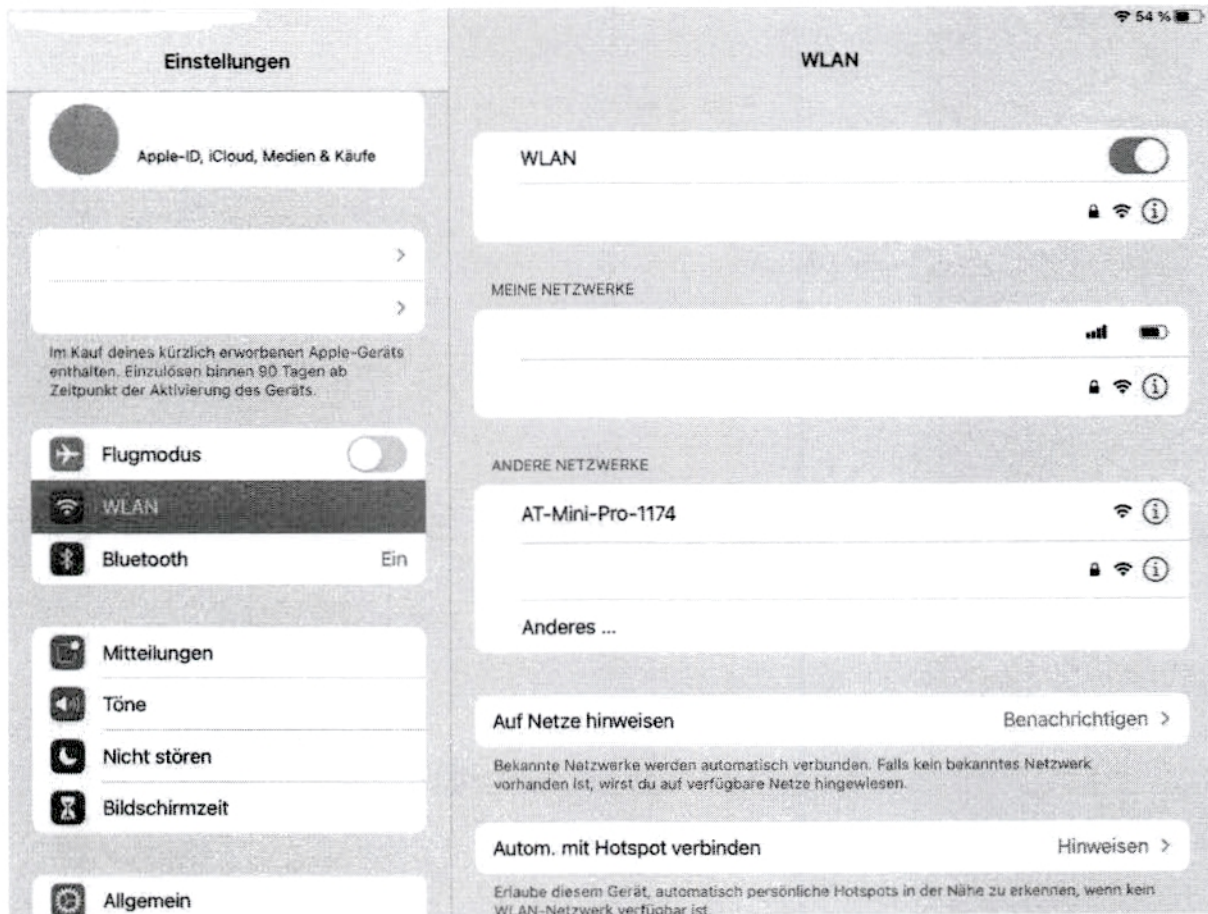 54 %
Einstellungen
WLAN
Apple-ID, iCloud, Medien & Käufe
Im Kauf deines kürzlich erworbenen Apple-Geräts
enthalten. Einzulösen binnen 90 Tagen ab
Zeitpunkt der Aktivierung des Geräts.
Flugmodus
WLAN
Bluetooth Ein
Mitteilungen
Töne
Nicht stören
Bildschirmzeit
Allgemein
WLAN
MEINE NETZWERKE
ANDERE NETZWERKE
AT-Mini-Pro-1174
Anderes ...
Auf Netze hinweisen Benachrichtigen
Bekannte Netzwerke werden automatisch verbunden. Falls kein bekanntes Netzwerk
vorhanden ist, wirst du auf verfügbare Netze hingewiesen.
Autom. mit Hotspot verbinden Hinweisen
Erlaube diesem Gerät, automatisch persönliche Hotspots in der Nähe zu erkennen, wenn kein
WLAN-Netzwerk verfügbar ist.